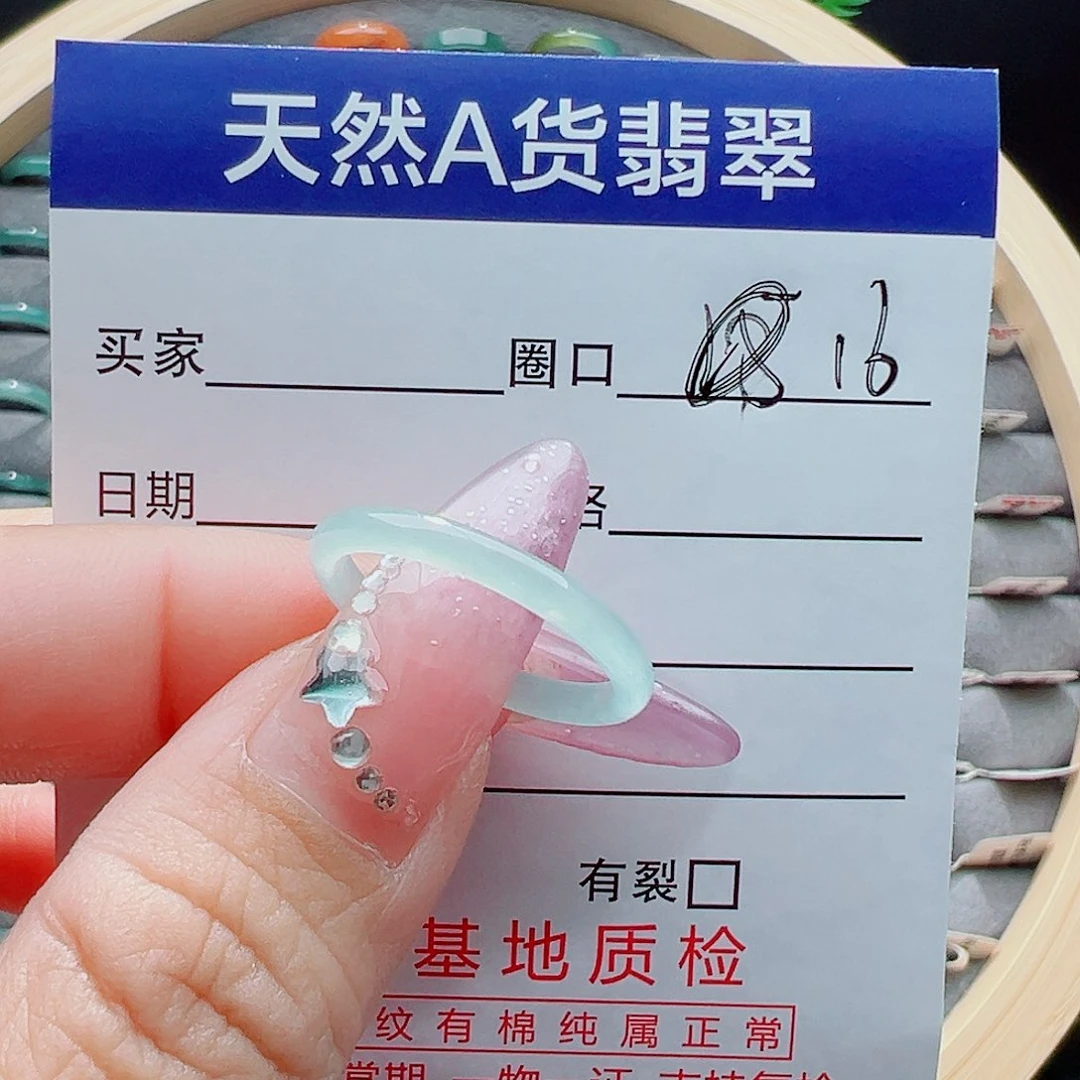 天然A货翡翠
买家 圈口 16
日期 格
有裂□
基地质检
纹有棉纯属正常